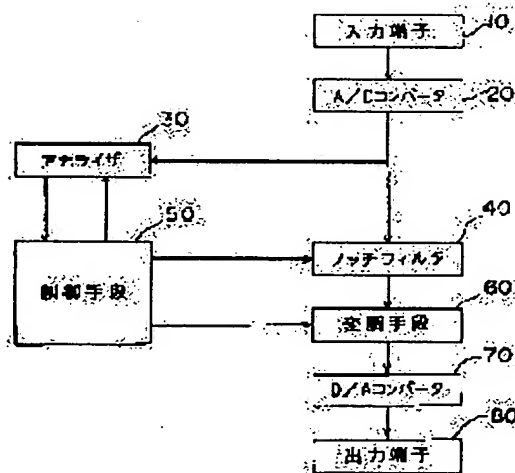 入力端子
10
A/Dコンバータ
20
30
アナライザ
50
制御手段
40
ノッチフィルタ
60
変調手段
70
D/Aコンバータ
80
出力端子